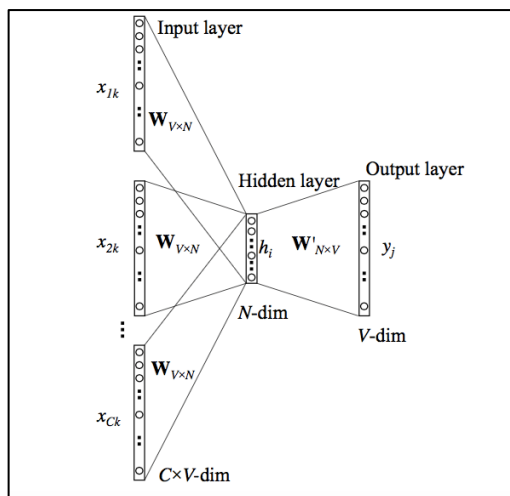 Input layer
x1k
WV×N
Hidden layer
Output layer
x2k
WV×N
hi
W'N×V
yj
N-dim
V-dim
WV×N
xCk
C×V-dim